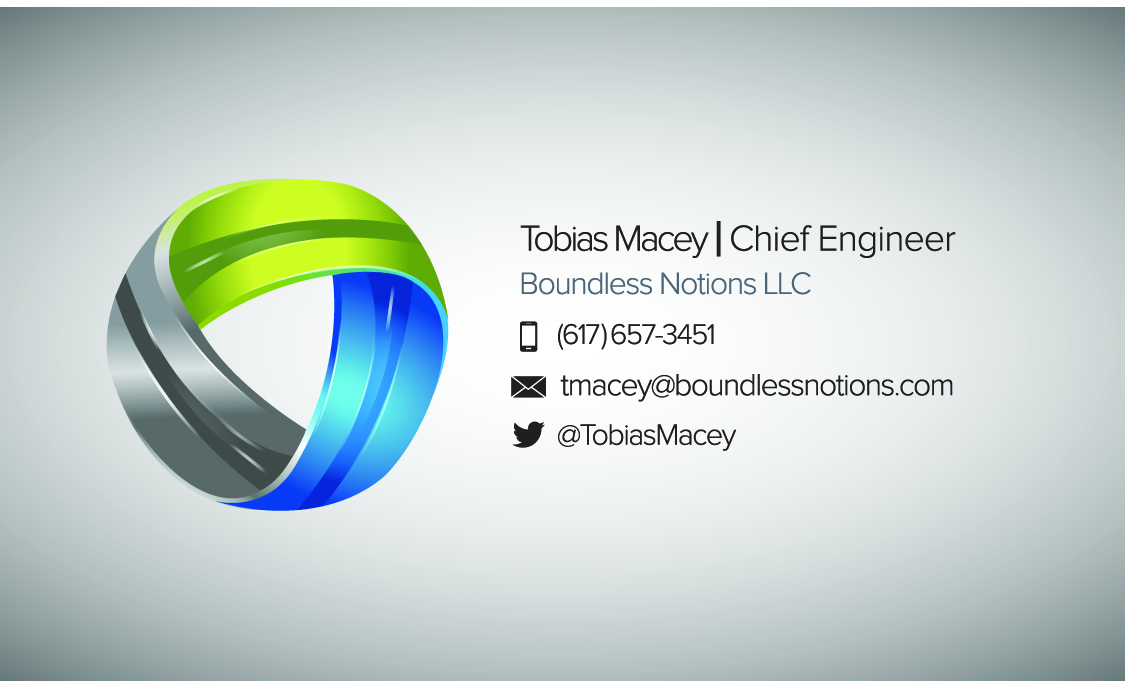 Tobias Macey | Chief Engineer
Boundless Notions LLC
(617) 657-3451
tmacey@boundlessnotions.com
@TobiasMacey